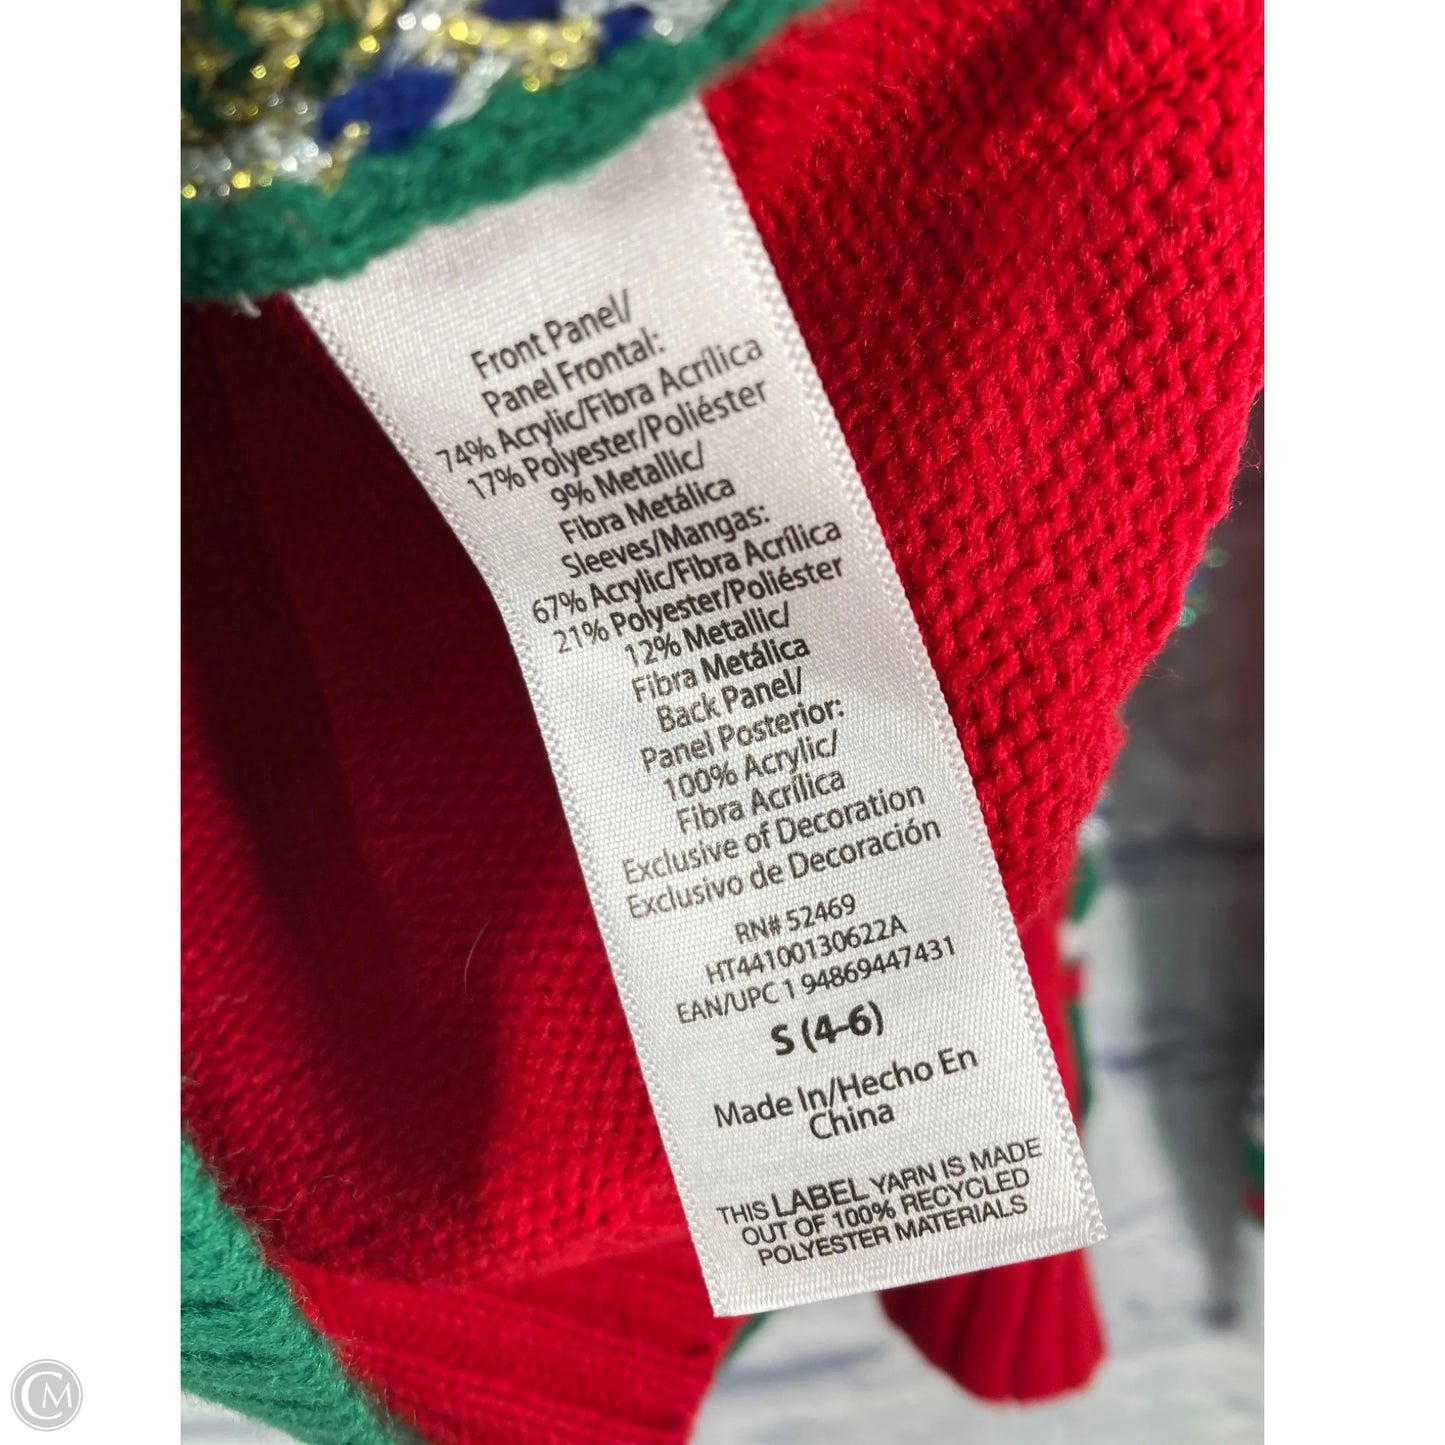 Front Panel/
Panel Frontal:
74% Acrylic/Fibra Acrílica
17% Polyester/Poliéster
9% Metallic/
Fibra Metálica
Sleeves/Mangas:
67% Acrylic/Fibra Acrílica
21% Polyester/Poliéster
12% Metallic/
Fibra Metálica
Back Panel/
Panel Posterior:
100% Acrylic/
Fibra Acrílica
Exclusive of Decoration
Exclusivo de Decoración
RN# 52469
HT44100130622A
EAN/UPC 1 94869447431
S (4-6)
Made In/Hecho En
China
THIS LABEL YARN IS MADE
OUT OF 100% RECYCLED
POLYESTER MATERIALS
CM